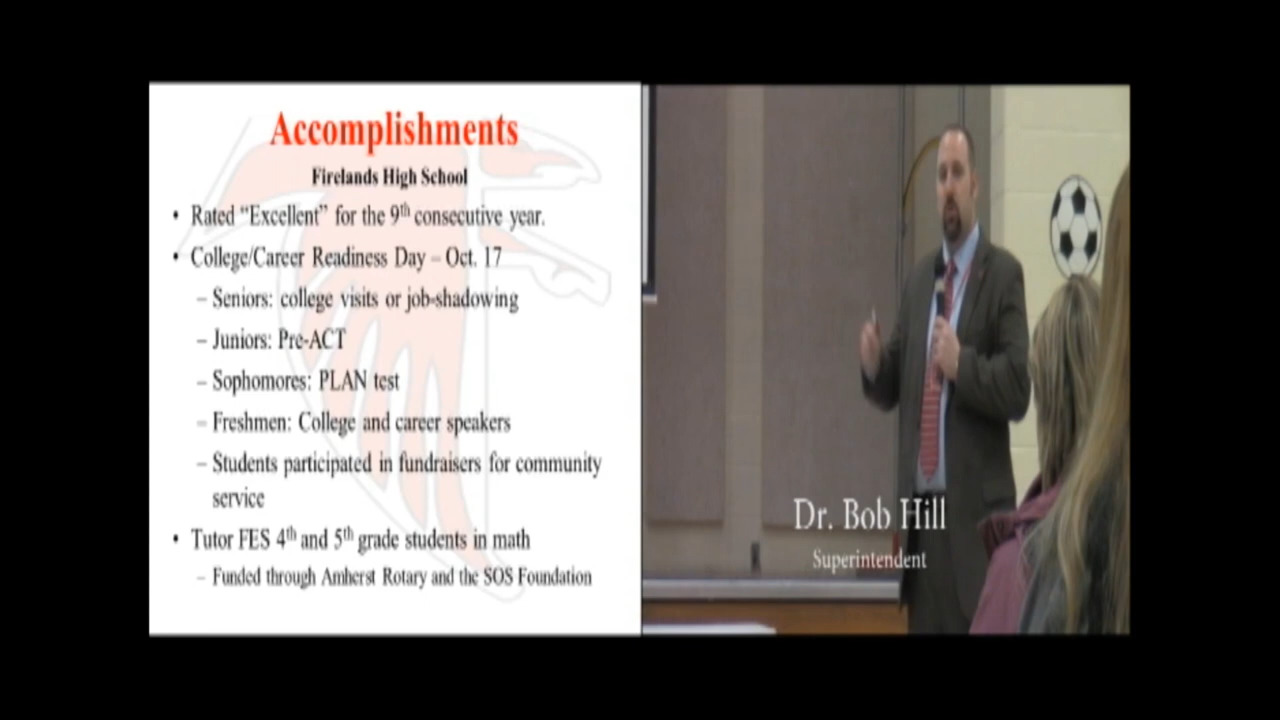 Accomplishments
Firelands High School
• Rated “Excellent” for the 9th consecutive year.
• College/Career Readiness Day – Oct. 17
– Seniors: college visits or job-shadowing
– Juniors: Pre-ACT
– Sophomores: PLAN test
– Freshmen: College and career speakers
– Students participated in fundraisers for community
service
• Tutor FES 4th and 5th grade students in math
– Funded through Amherst Rotary and the SOS Foundation
Dr. Bob Hill
Superintendent